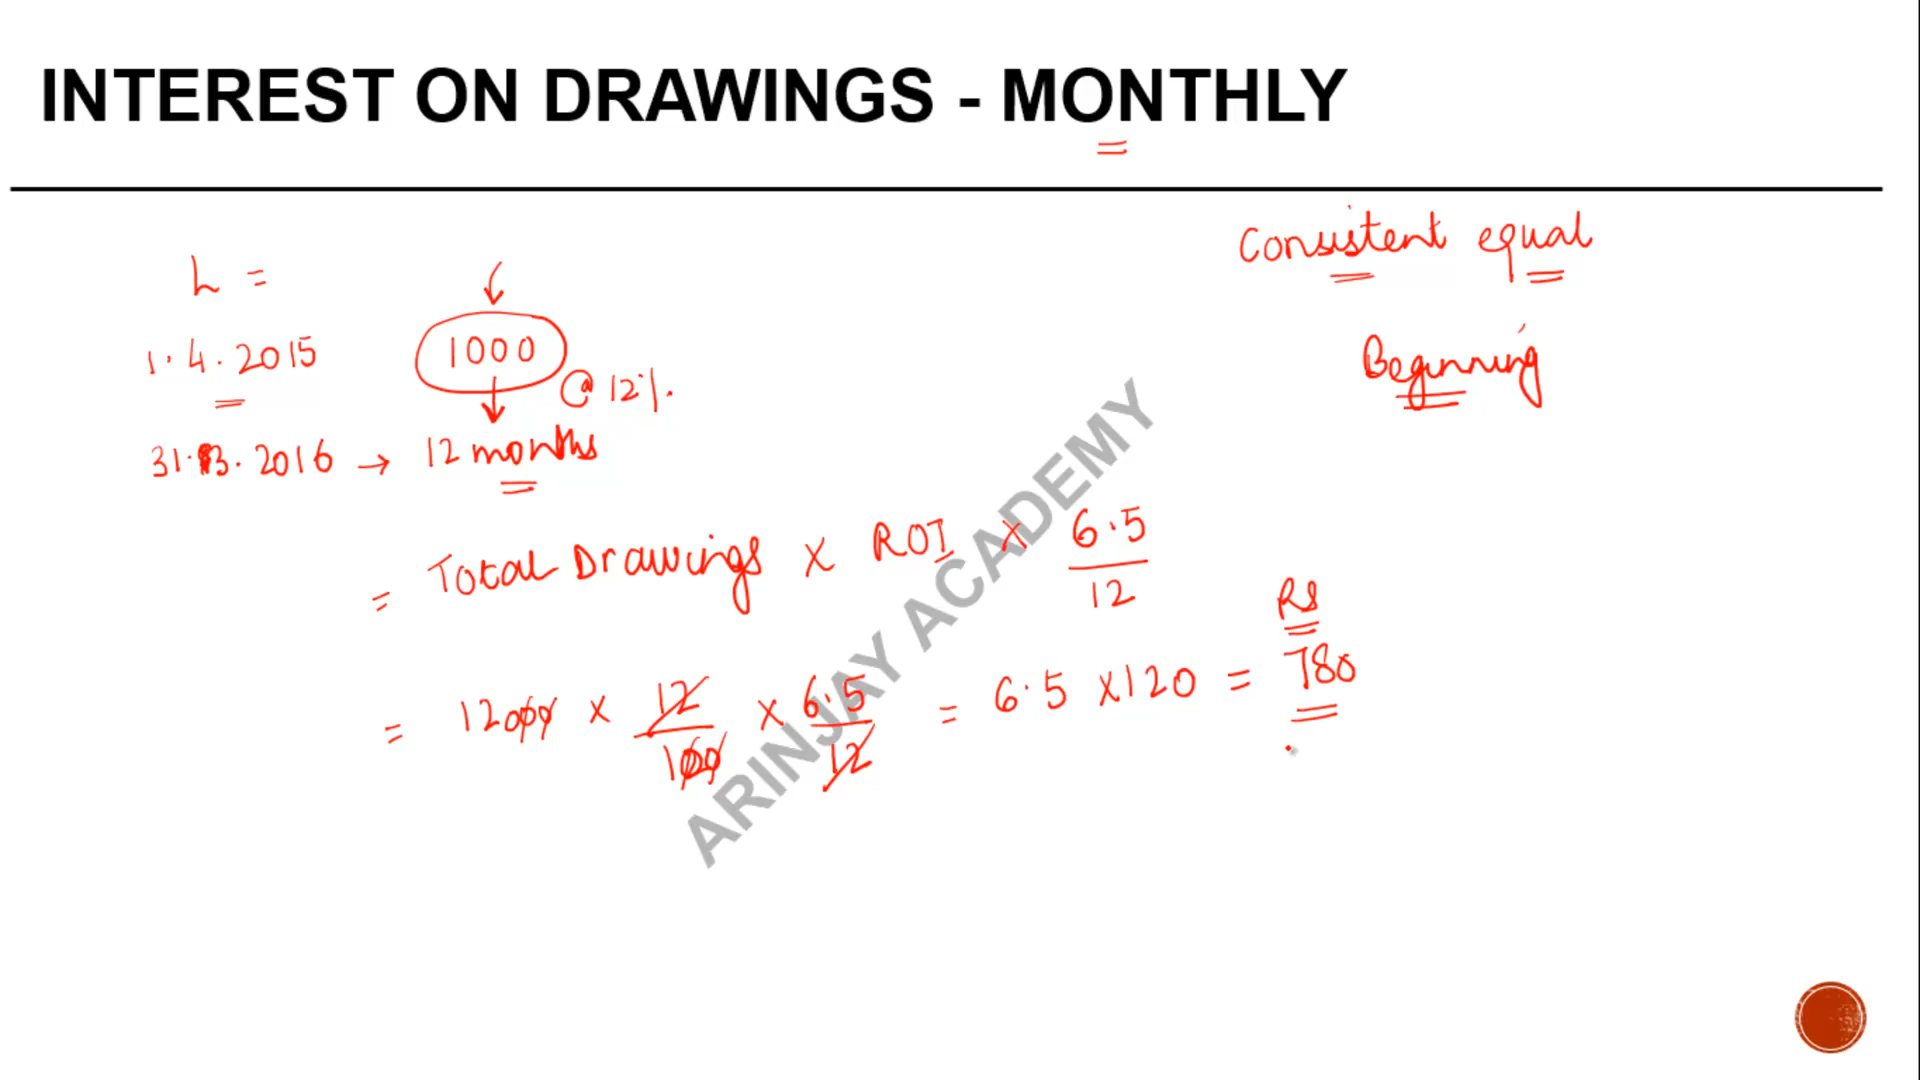 INTEREST ON DRAWINGS - MONTHLY
Consistent equal
L =
1000
1.4.2015
Beginning
@ 12%.
31.3.2016 → 12 months
= Total Drawings x ROI x 6.5/12
Rs
= 12000 x 12/100 x 6.5/12 = 6.5 x 120 = 780
ARINJAY ACADEMY